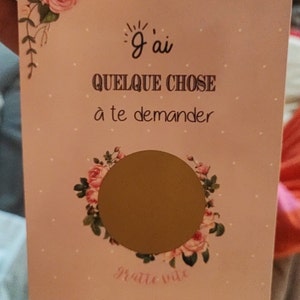 J'ai
QUELQUE CHOSE
à te demander
gratte vite